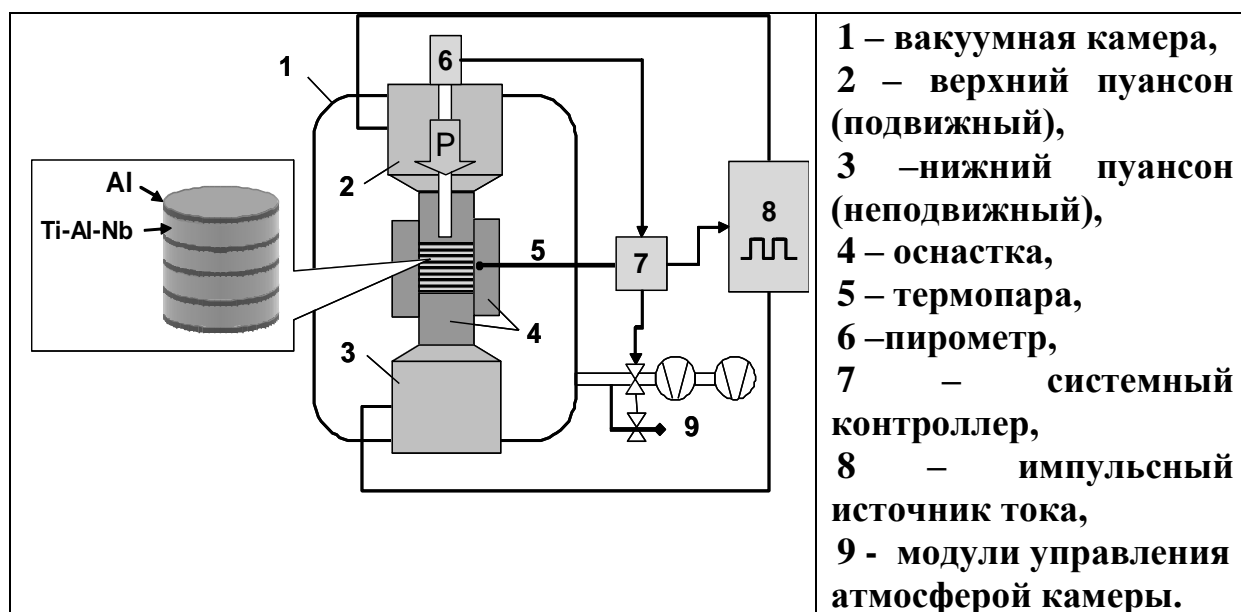 1
6
P
2
8
Al
Ti-Al-Nb
5
7
4
3
9
1 – вакуумная камера,
2 – верхний пуансон
(подвижный),
3 –нижний пуансон
(неподвижный),
4 – оснастка,
5 – термопара,
6 –пирометр,
7 – системный
контроллер,
8 – импульсный
источник тока,
9 - модули управления
атмосферой камеры.